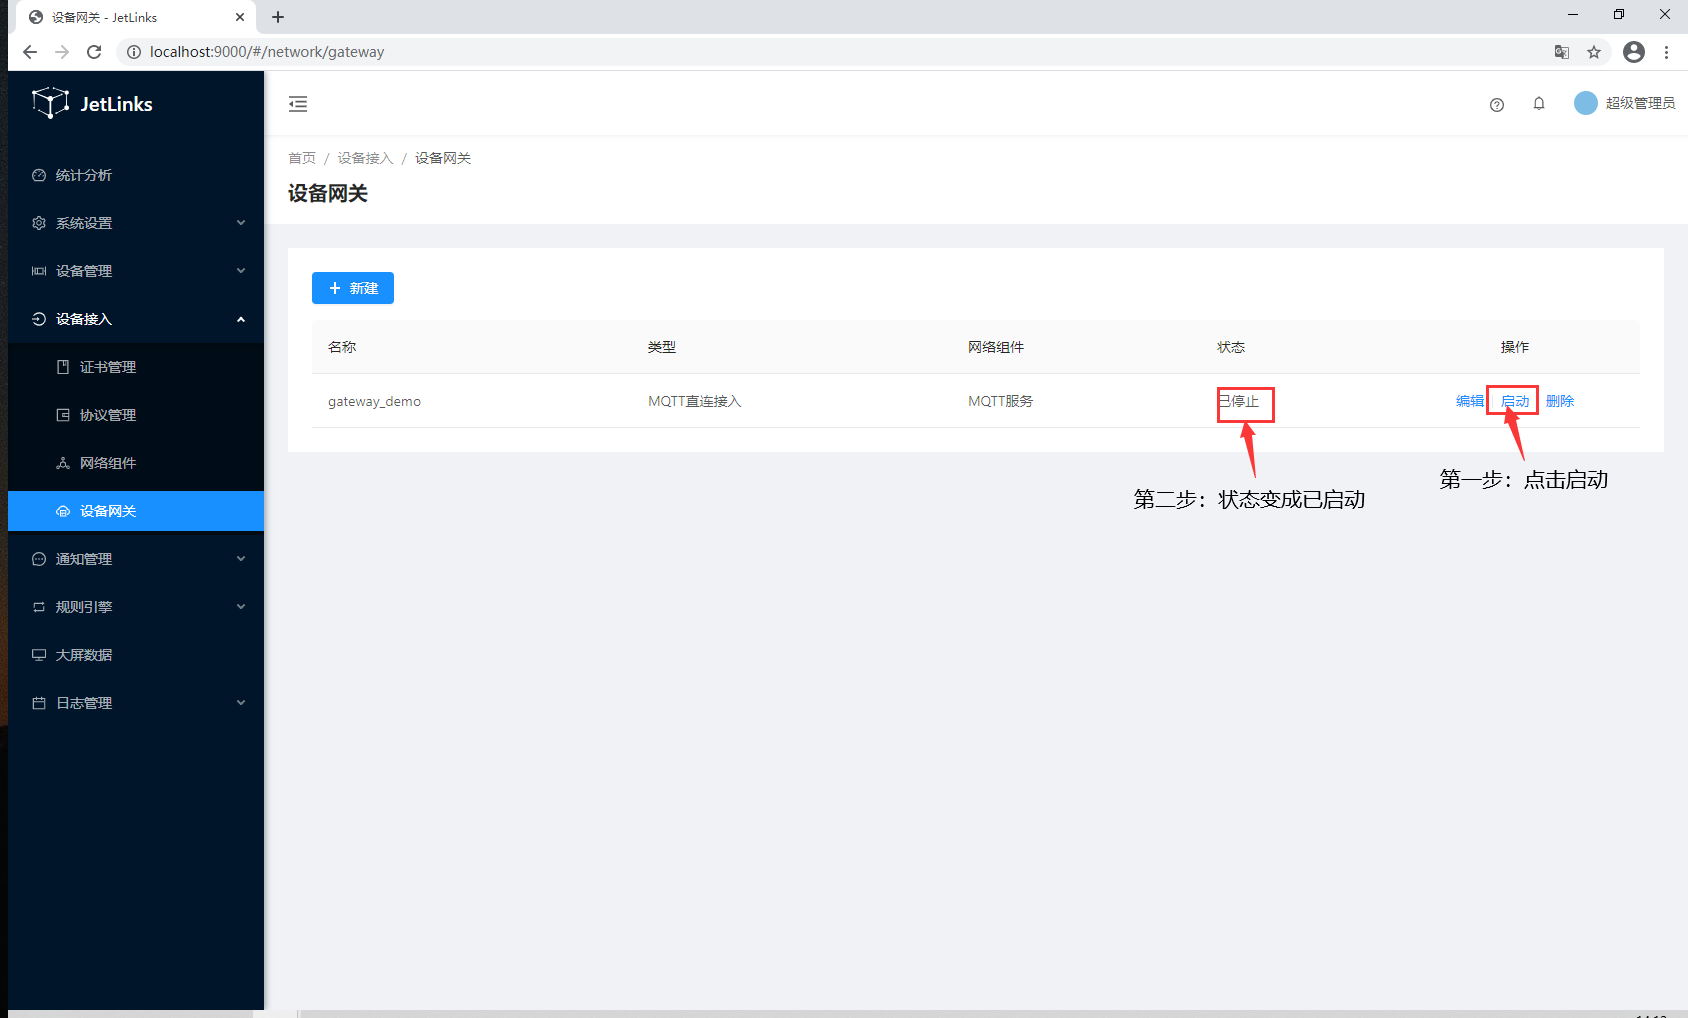 设备网关 - JetLinks
localhost:9000/#/network/gateway
JetLinks
超级管理员
统计分析
系统设置
设备管理
设备接入
证书管理
协议管理
网络组件
设备网关
通知管理
规则引擎
大屏数据
日志管理
首页 / 设备接入 / 设备网关
设备网关
新建
名称 类型 网络组件 状态 操作
gateway_demo MQTT直连接入 MQTT服务 已停止 编辑 启动 删除
第一步：点击启动
第二步：状态变成已启动